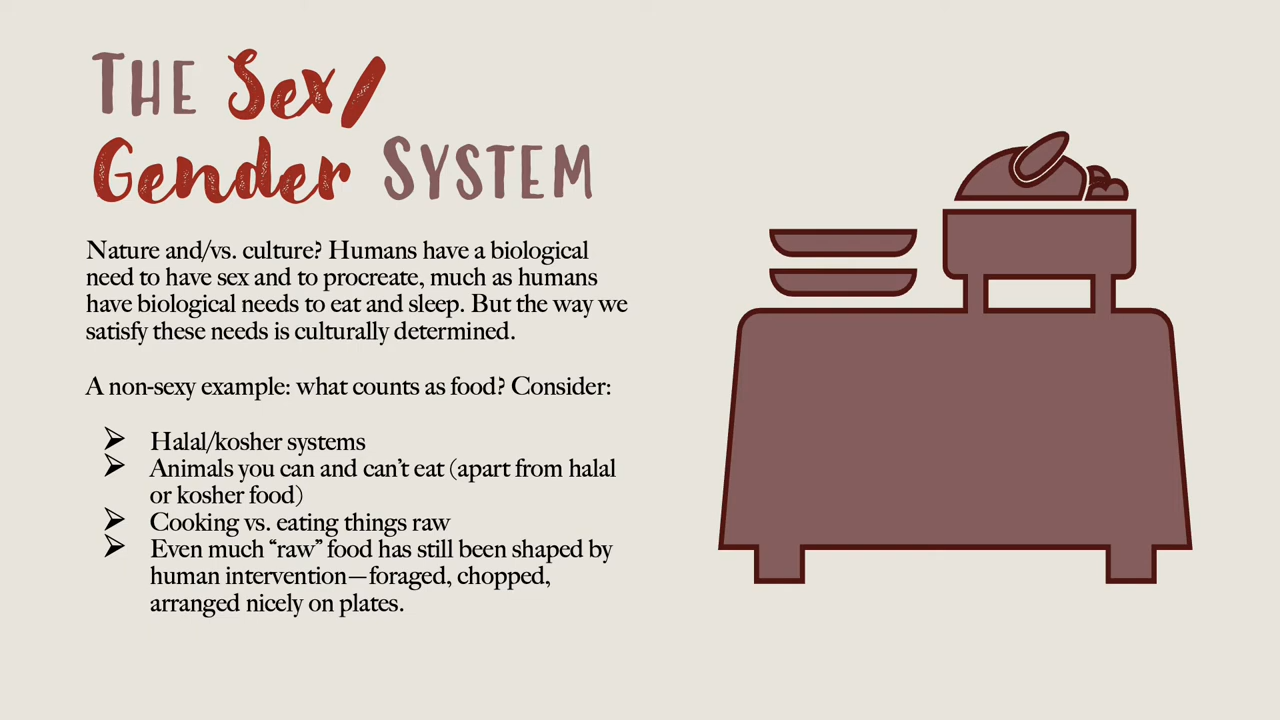 THE Sex/
Gender SYSTEM
Nature and/vs. culture? Humans have a biological
need to have sex and to procreate, much as humans
have biological needs to eat and sleep. But the way we
satisfy these needs is culturally determined.
A non-sexy example: what counts as food? Consider:
➢ Halal/kosher systems
➢ Animals you can and can’t eat (apart from halal
or kosher food)
➢ Cooking vs. eating things raw
➢ Even much “raw” food has still been shaped by
human intervention—foraged, chopped,
arranged nicely on plates.